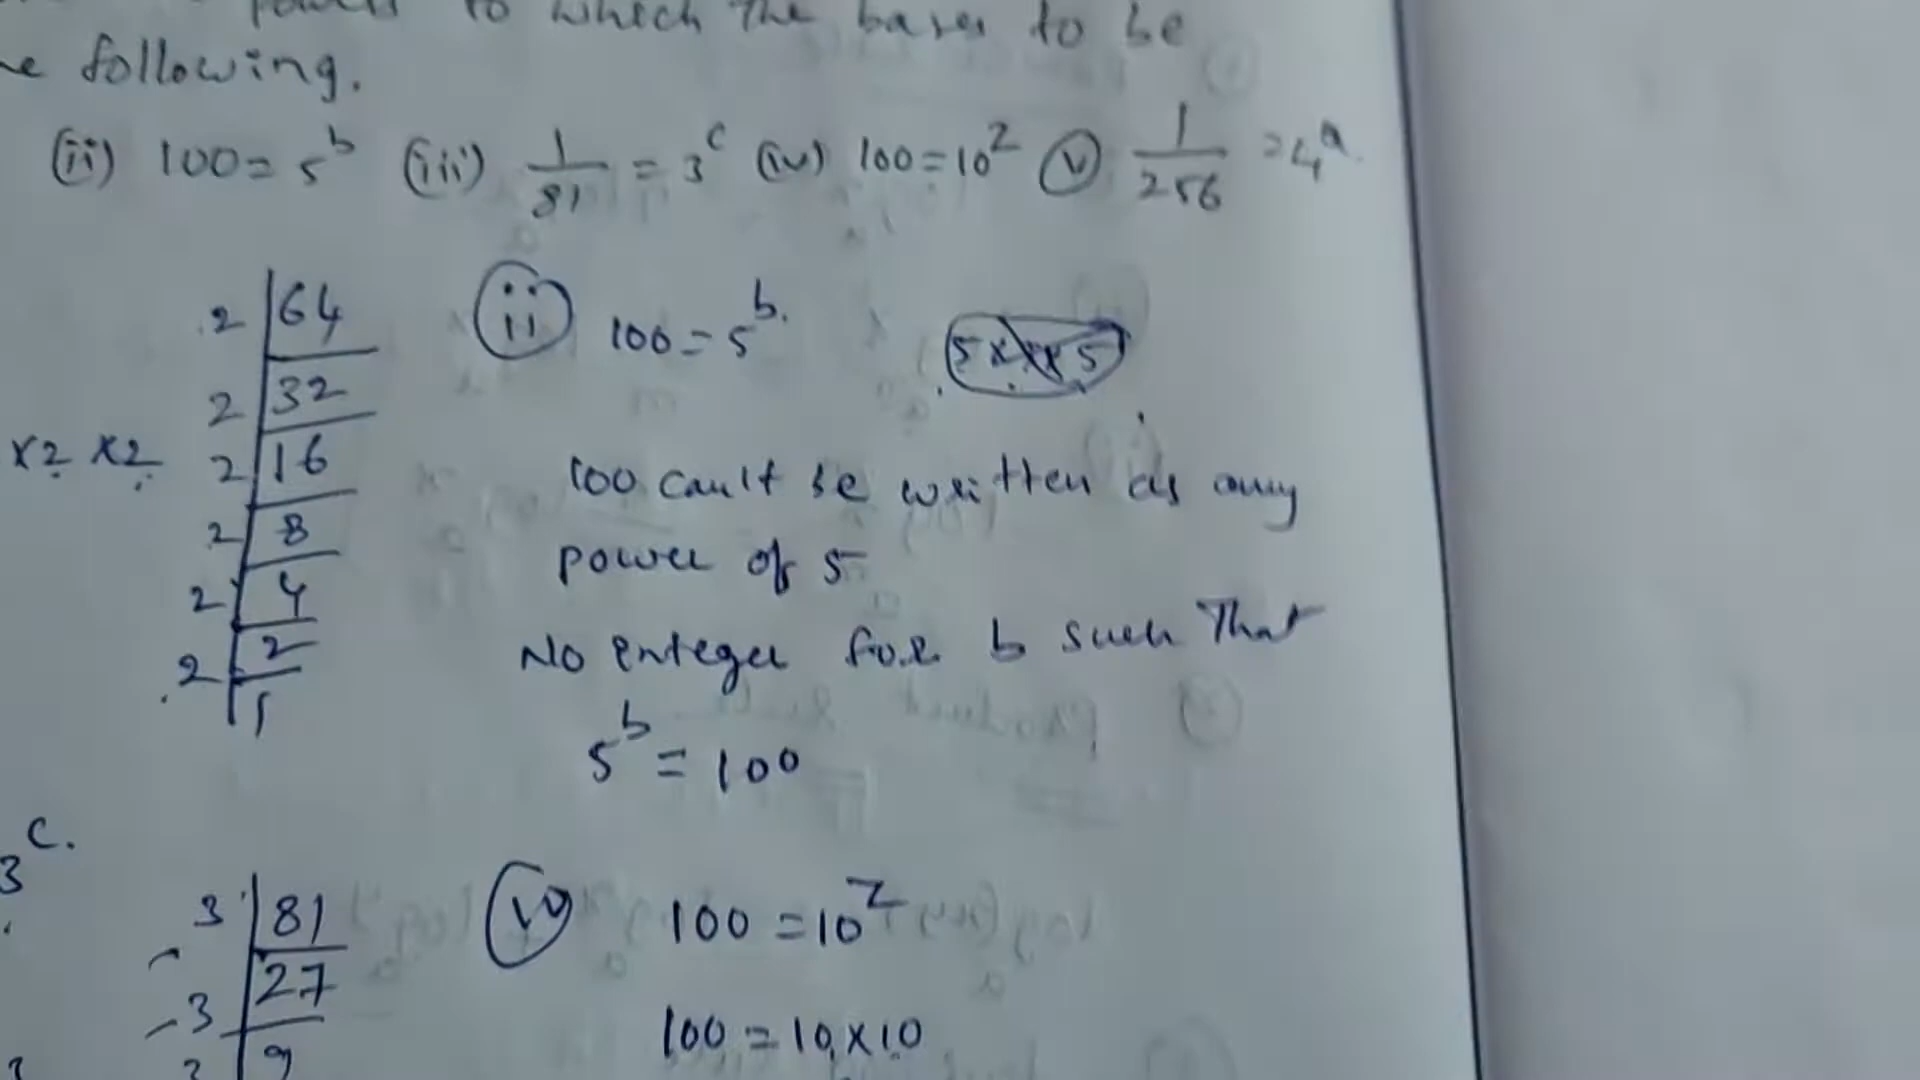 to which the bases to be
following.
(ii) 100 = 5^b (iii) 1/81 = 3^c (iv) 100 = 10^z (v) 1/256 = 4^a
2 | 64
2 | 32
x2 x2 2 | 16
2 | 8
2 | 4
2 | 2
1
(ii) 100 = 5^b.
100 can't be written as any
power of 5
No integer for b such that
5^b = 100
3^c.
3 | 81
3 | 27
9
(iv) 100 = 10^z
100 = 10 x 10